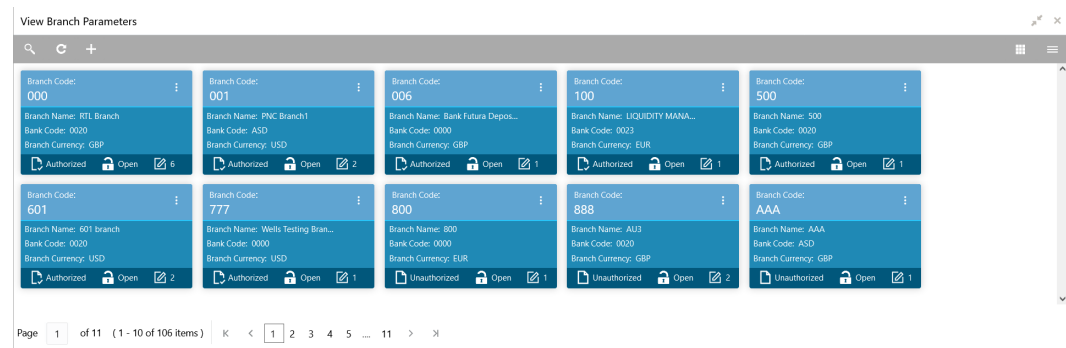 View Branch Parameters
Branch Code:
000
Branch Name: RTL Branch
Bank Code: 0020
Branch Currency: GBP
Authorized Open 6
Branch Code:
001
Branch Name: PNC Branch1
Bank Code: ASD
Branch Currency: USD
Authorized Open 2
Branch Code:
006
Branch Name: Bank Futura Depos...
Bank Code: 0000
Branch Currency: GBP
Authorized Open 1
Branch Code:
100
Branch Name: LIQUIDITY MANA...
Bank Code: 0023
Branch Currency: EUR
Authorized Open 1
Branch Code:
500
Branch Name: 500
Bank Code: 0020
Branch Currency: GBP
Authorized Open 1
Branch Code:
601
Branch Name: 601 branch
Bank Code: 0020
Branch Currency: USD
Authorized Open 2
Branch Code:
777
Branch Name: Wells Testing Bran...
Bank Code: 0000
Branch Currency: USD
Authorized Open 1
Branch Code:
800
Branch Name: 800
Bank Code: 0000
Branch Currency: EUR
Unauthorized Open 1
Branch Code:
888
Branch Name: AU3
Bank Code: 0020
Branch Currency: GBP
Unauthorized Open 2
Branch Code:
AAA
Branch Name: AAA
Bank Code: ASD
Branch Currency: GBP
Unauthorized Open 1
Page 1 of 11 ( 1 - 10 of 106 items ) 1 2 3 4 5 .... 11